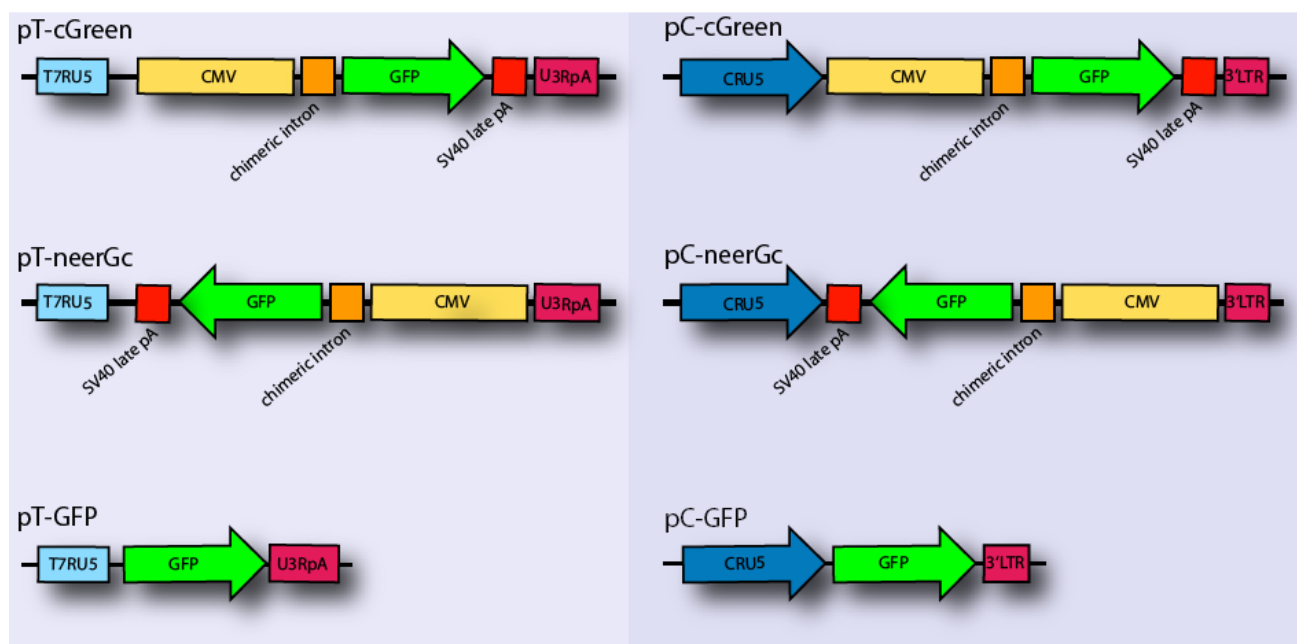 pT-cGreen
T7RU5 CMV GFP U3RpA
chimeric intron
SV40 late pA
pC-cGreen
CRU5 CMV GFP 3'LTR
chimeric intron
SV40 late pA
pT-neerGc
T7RU5 GFP CMV U3RpA
SV40 late pA
chimeric intron
pC-neerGc
CRU5 GFP CMV 3'LTR
SV40 late pA
chimeric intron
pT-GFP
T7RU5 GFP U3RpA
pC-GFP
CRU5 GFP 3'LTR